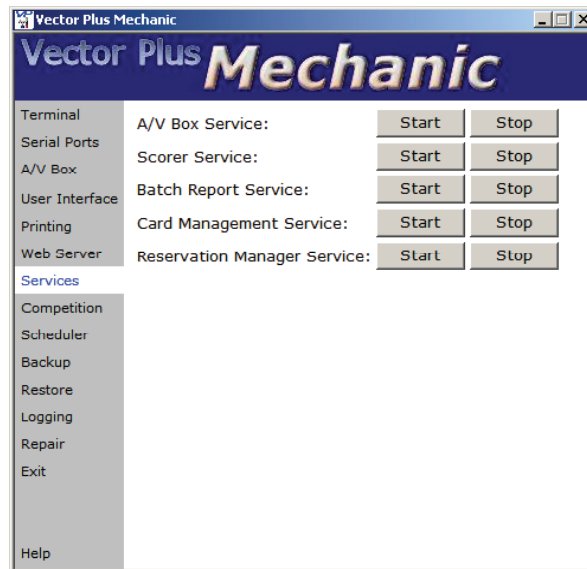 Vector Plus Mechanic
Vector Plus Mechanic
Terminal
Serial Ports
A/V Box
User Interface
Printing
Web Server
Services
Competition
Scheduler
Backup
Restore
Logging
Repair
Exit
Help
A/V Box Service: Start Stop
Scorer Service: Start Stop
Batch Report Service: Start Stop
Card Management Service: Start Stop
Reservation Manager Service: Start Stop